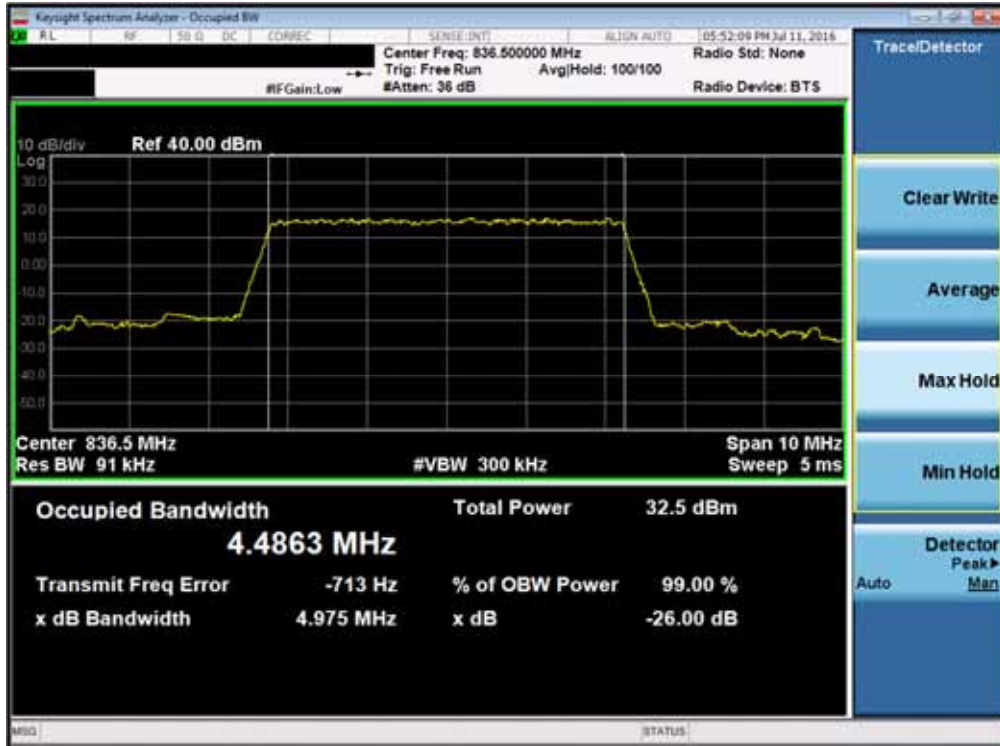 Keysight Spectrum Analyzer - Occupied BW
RL RF 50 Ω DC CORREC SENSE:INT ALIGN AUTO 05:52:09 PM Jul 11, 2016
Center Freq: 836.500000 MHz Radio Std: None
Trig: Free Run Avg|Hold: 100/100
#IFGain:Low #Atten: 36 dB Radio Device: BTS
10 dB/div Ref 40.00 dBm
Log
30.0
20.0
10.0
0.00
-10.0
-20.0
-30.0
-40.0
-50.0
Center 836.5 MHz Span 10 MHz
Res BW 91 kHz #VBW 300 kHz Sweep 5 ms
Occupied Bandwidth Total Power 32.5 dBm
4.4863 MHz
Transmit Freq Error -713 Hz % of OBW Power 99.00 %
x dB Bandwidth 4.975 MHz x dB -26.00 dB
MSG STATUS
Trace/Detector
Clear Write
Average
Max Hold
Min Hold
Detector
Peak▶
Auto Man